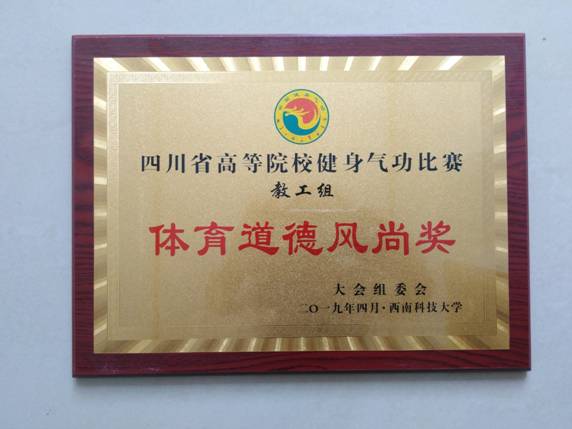 四川省高等院校健身气功比赛
教工组
体育道德风尚奖
大会组委会
二〇一九年四月·西南科技大学